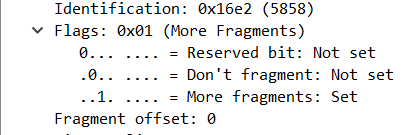 Identification: 0x16e2 (5858)
Flags: 0x01 (More Fragments)
0... .... = Reserved bit: Not set
.0.. .... = Don't fragment: Not set
..1. .... = More fragments: Set
Fragment offset: 0